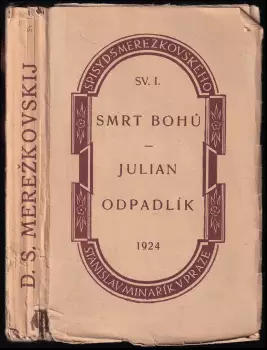 D. S. MEREŽKOVSKIJ
SPISY D. S. MEREŽKOVSKÉHO
SV. I.
SMRT BOHŮ
—
JULIAN
ODPADLÍK
1924
STANISLAV MINAŘÍK V PRAZE